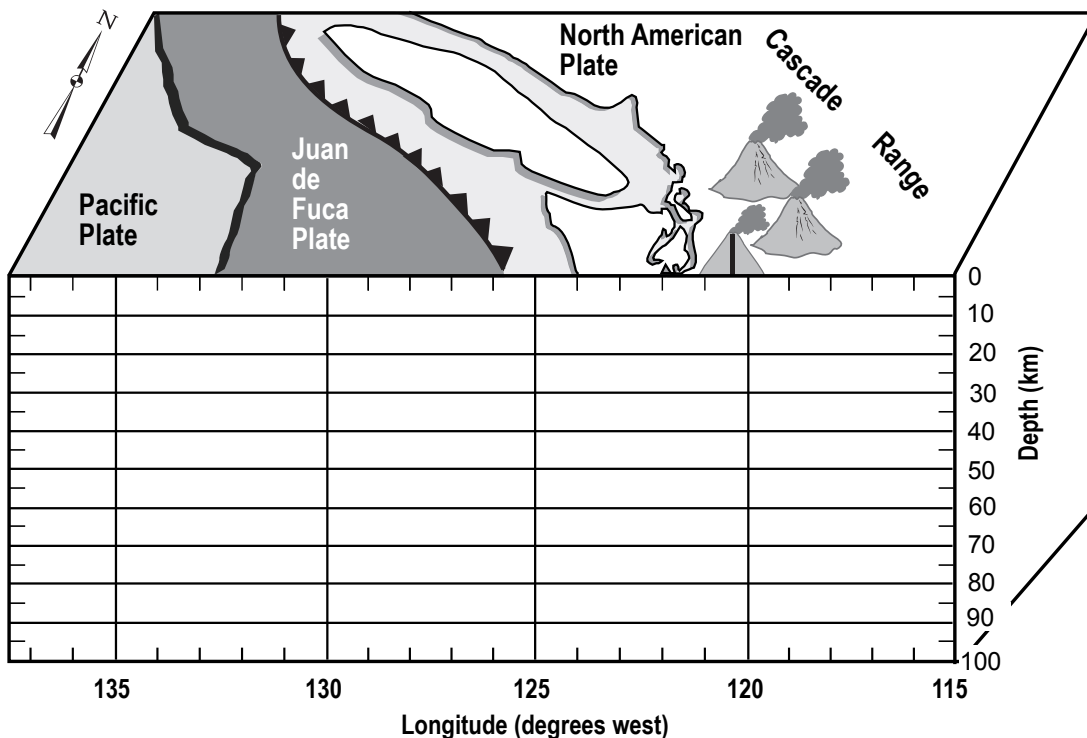 N
North American
Plate
Cascade
Range
Juan
de
Fuca
Plate
Pacific
Plate
0
10
20
30
40
50
60
70
80
90
100
Depth (km)
135
130
125
120
115
Longitude (degrees west)